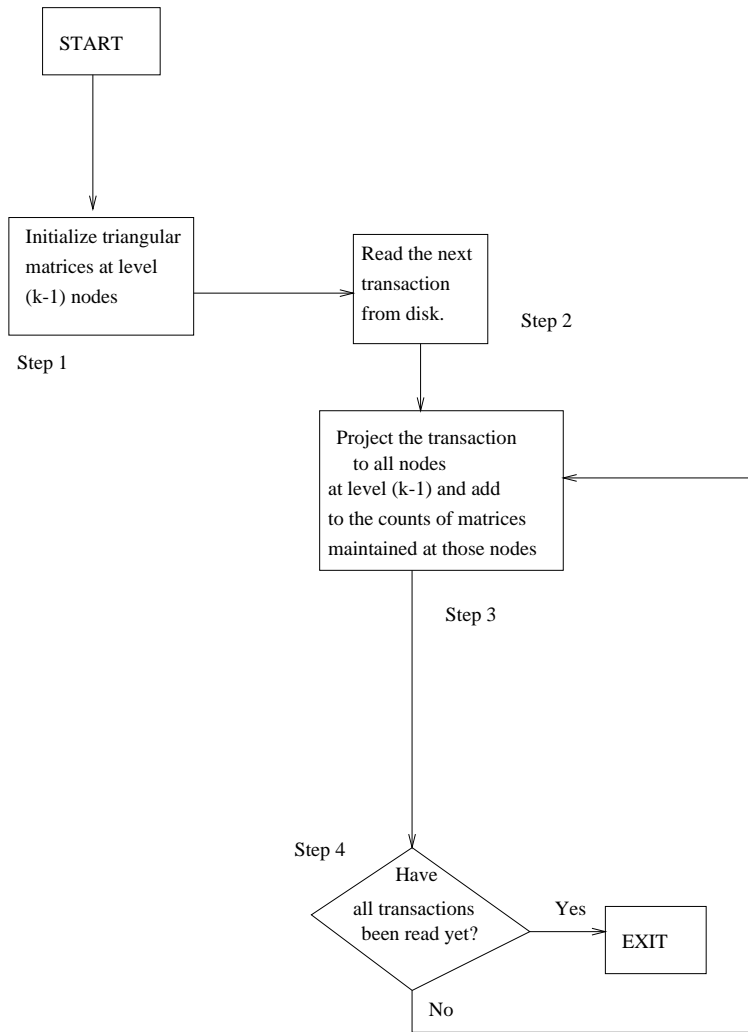 START
Initialize triangular
matrices at level
(k-1) nodes
Step 1
Read the next
transaction
from disk.
Step 2
Project the transaction
to all nodes
at level (k-1) and add
to the counts of matrices
maintained at those nodes
Step 3
Step 4
Have
all transactions
been read yet?
Yes
EXIT
No